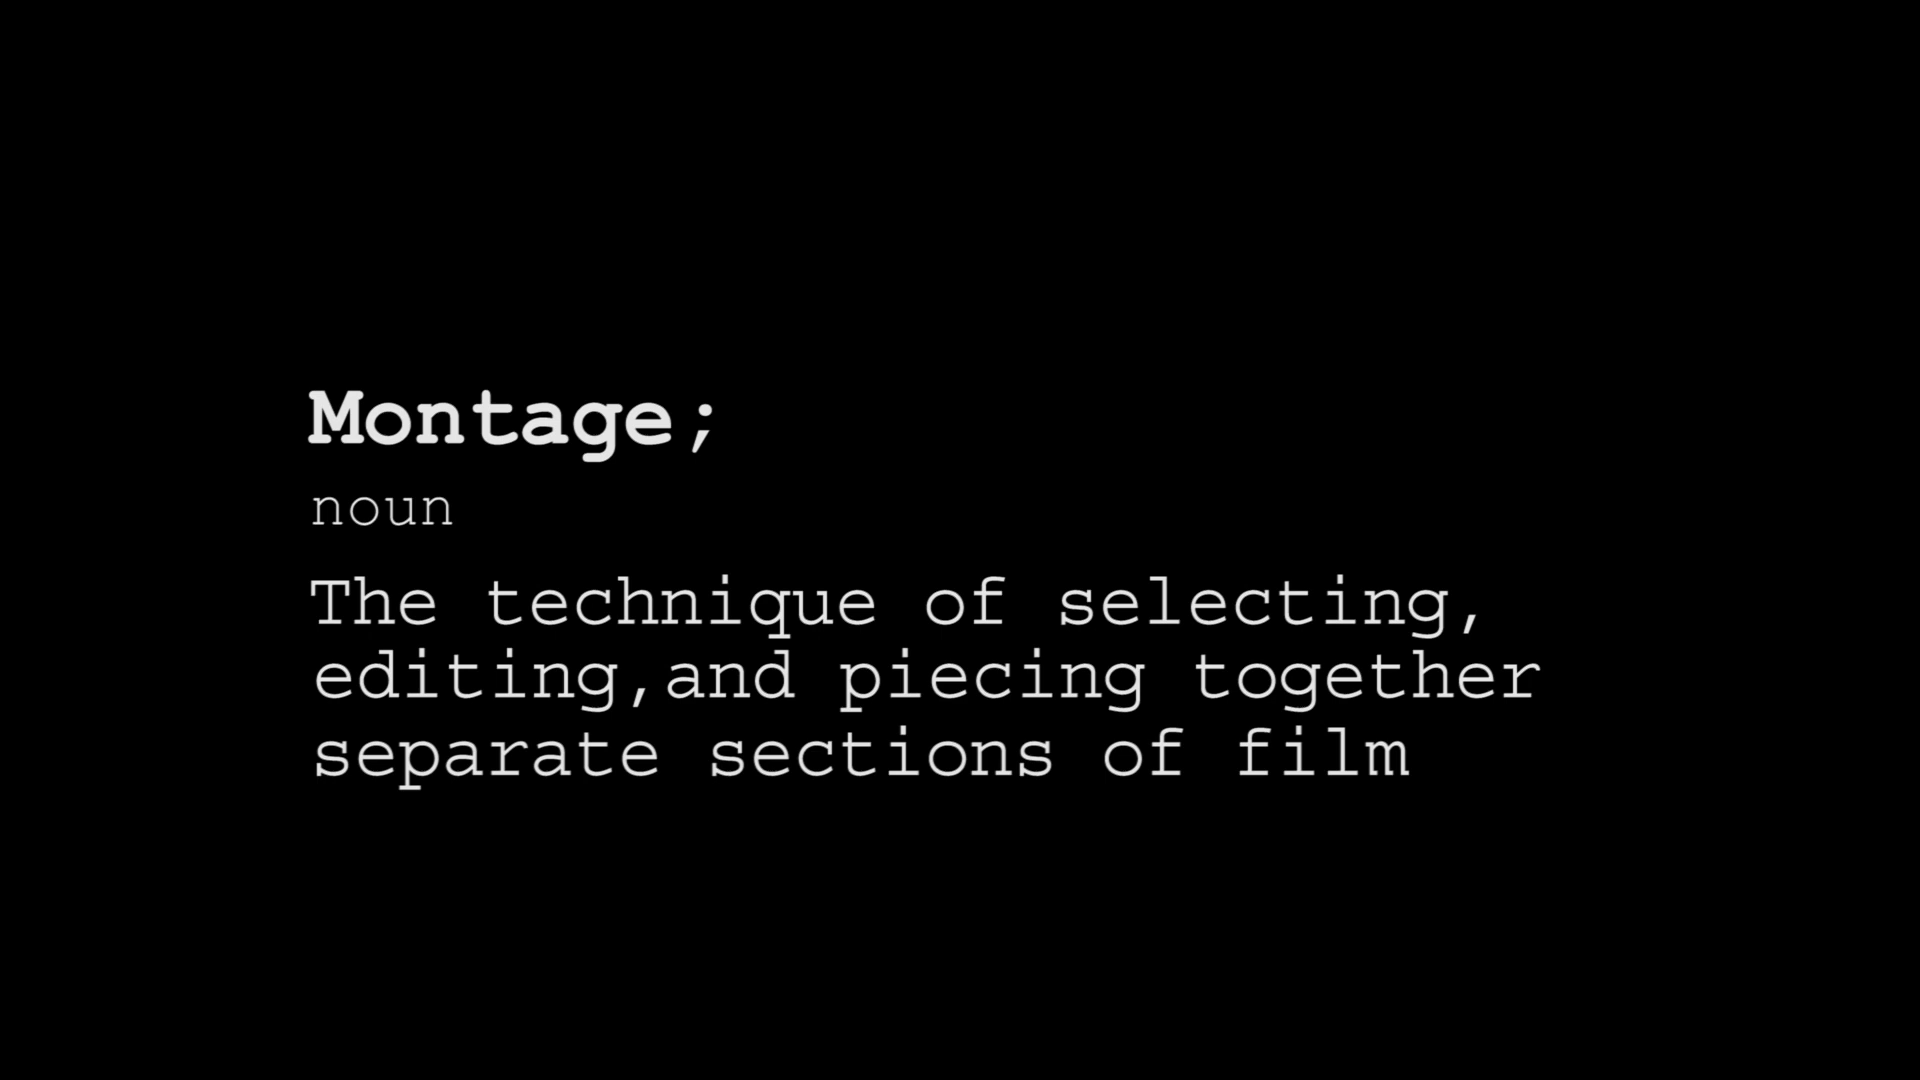 Montage;
noun
The technique of selecting,
editing,and piecing together
separate sections of film